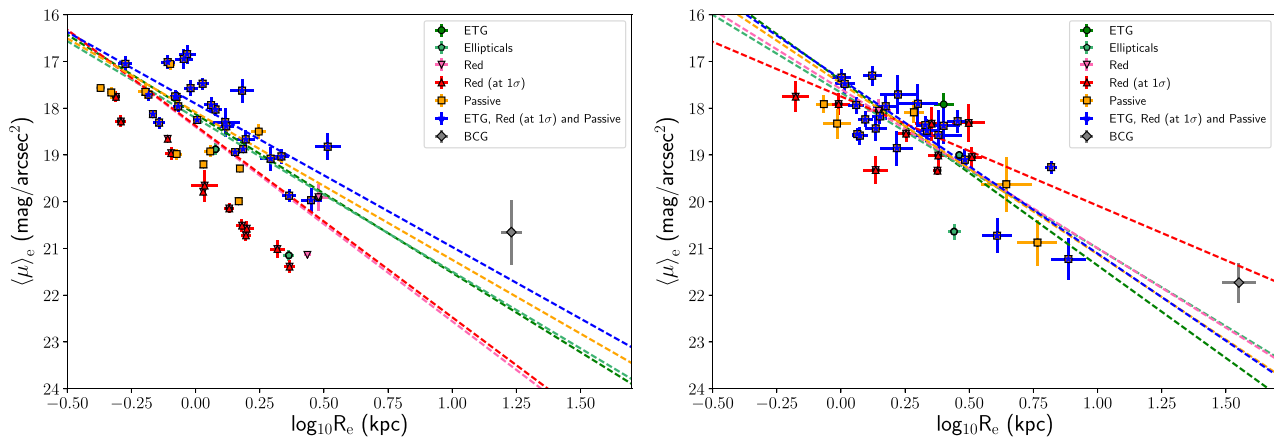 16
17
18
19
20
21
22
23
24
⟨μ⟩e (mag/arcsec²)
−0.50 −0.25 0.00 0.25 0.50 0.75 1.00 1.25 1.50
log₁₀Rₑ (kpc)
ETG
Ellipticals
Red
Red (at 1σ)
Passive
ETG, Red (at 1σ) and Passive
BCG
16
17
18
19
20
21
22
23
24
⟨μ⟩e (mag/arcsec²)
−0.50 −0.25 0.00 0.25 0.50 0.75 1.00 1.25 1.50
log₁₀Rₑ (kpc)
ETG
Ellipticals
Red
Red (at 1σ)
Passive
ETG, Red (at 1σ) and Passive
BCG